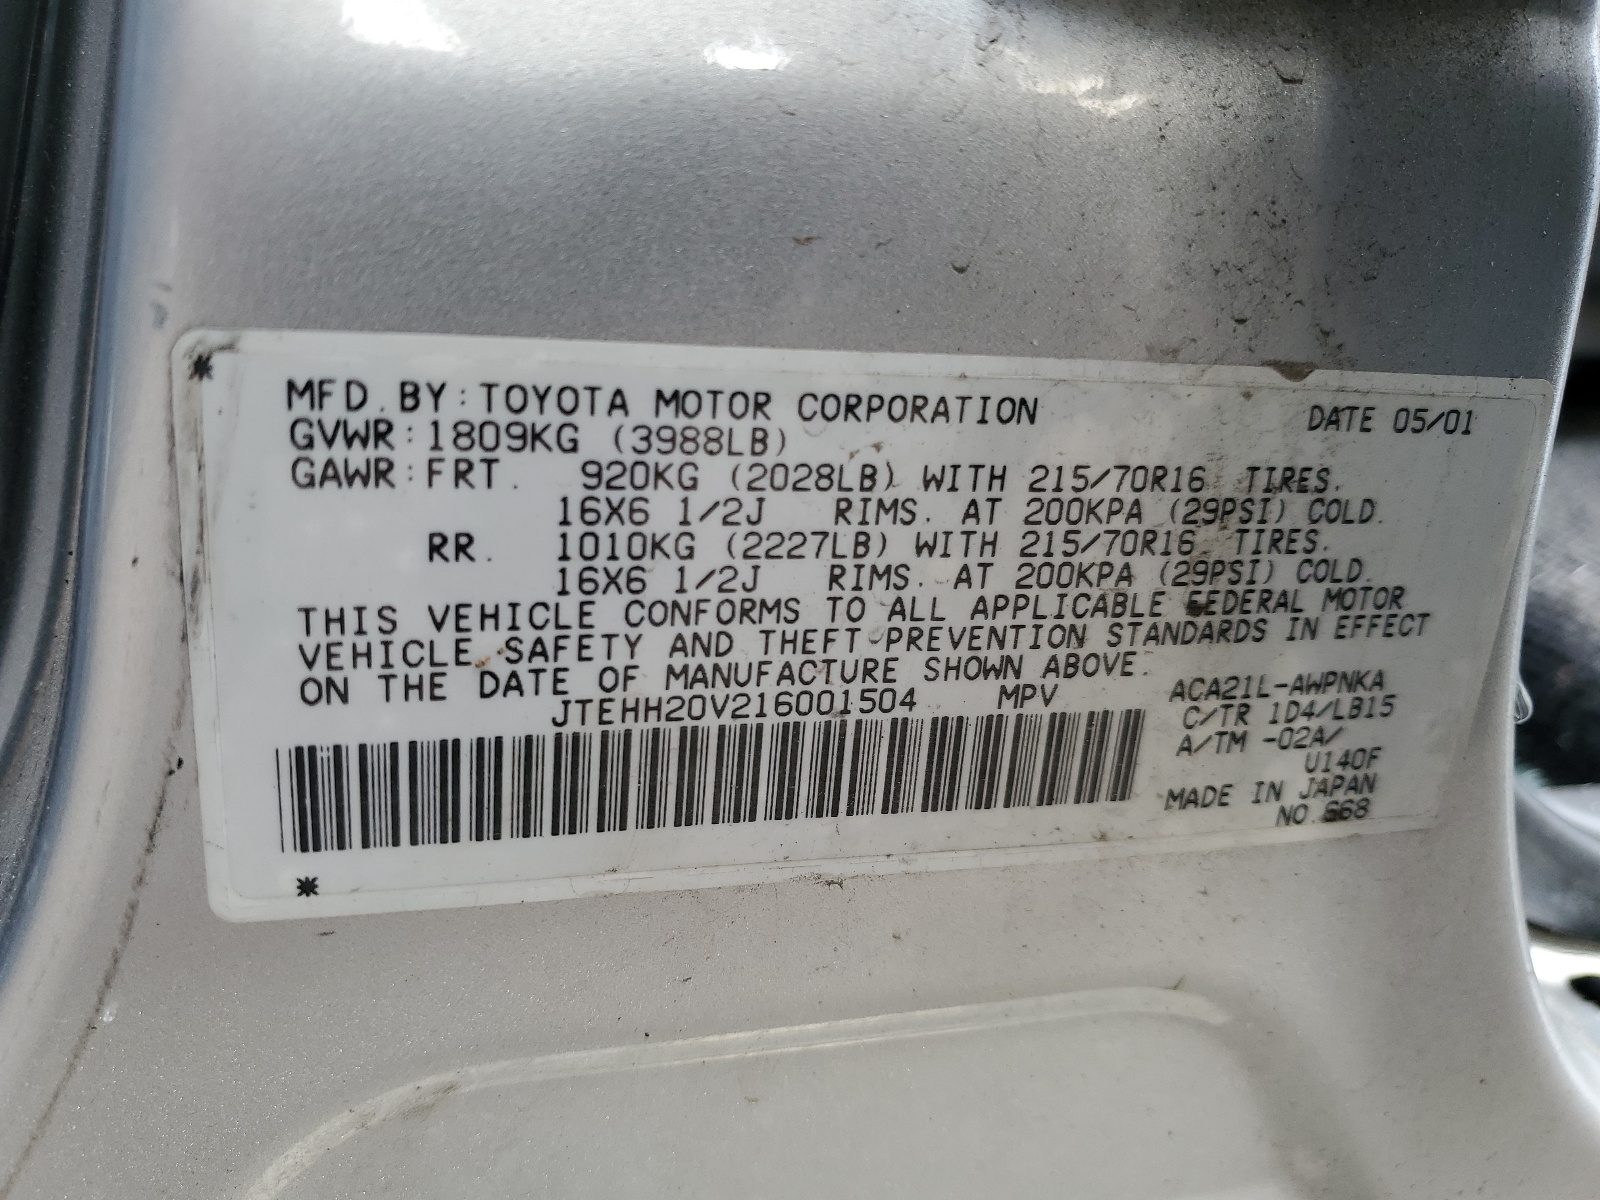 MFD. BY: TOYOTA MOTOR CORPORATION DATE 05/01
GVWR: 1809KG (3988LB)
GAWR: FRT. 920KG (2028LB) WITH 215/70R16 TIRES.
16X6 1/2J RIMS. AT 200KPA (29PSI) COLD.
RR. 1010KG (2227LB) WITH 215/70R16 TIRES.
16X6 1/2J RIMS. AT 200KPA (29PSI) COLD.
THIS VEHICLE CONFORMS TO ALL APPLICABLE FEDERAL MOTOR
VEHICLE SAFETY AND THEFT PREVENTION STANDARDS IN EFFECT
ON THE DATE OF MANUFACTURE SHOWN ABOVE.
JTEHH20V216001504 MPV
ACA21L-AWPNKA
C/TR 1D4/LB15
A/TM -02A/
U140F
MADE IN JAPAN
NO. 668